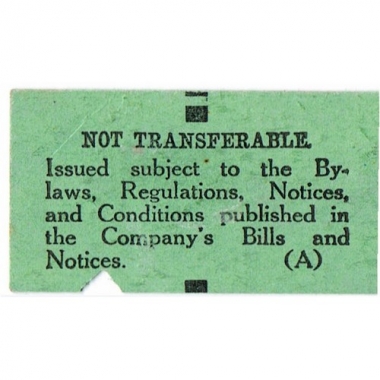 NOT TRANSFERABLE.
Issued subject to the By-
laws, Regulations, Notices,
and Conditions published in
the Company's Bills and
Notices. (A)